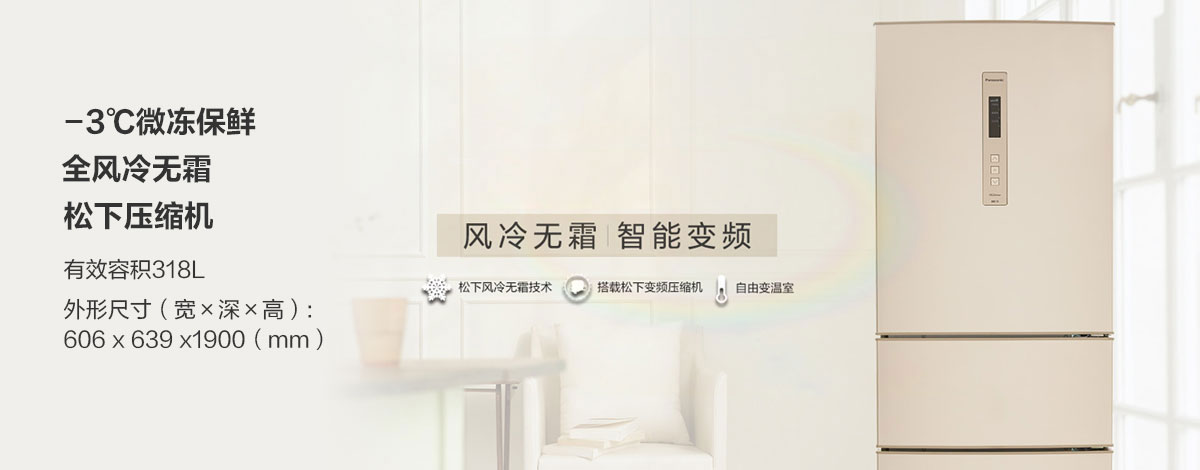 -3℃微冻保鲜
全风冷无霜
松下压缩机
有效容积318L
外形尺寸（宽×深×高）：
606 x 639 x1900（mm）
风冷无霜 | 智能变频
松下风冷无霜技术 搭载松下变频压缩机 自由变温室
Panasonic